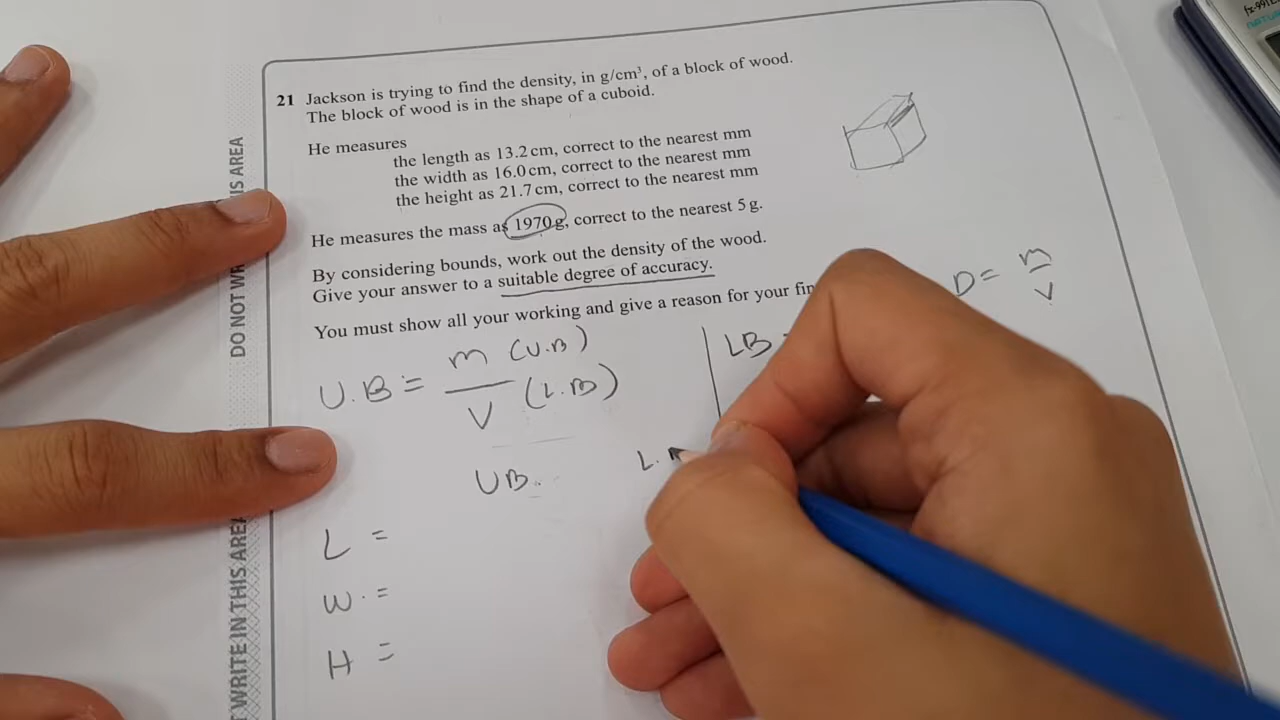 21 Jackson is trying to find the density, in g/cm³, of a block of wood.
The block of wood is in the shape of a cuboid.
He measures
the length as 13.2 cm, correct to the nearest mm
the width as 16.0 cm, correct to the nearest mm
the height as 21.7 cm, correct to the nearest mm
He measures the mass as 1970 g, correct to the nearest 5 g.
By considering bounds, work out the density of the wood.
Give your answer to a suitable degree of accuracy.
You must show all your working and give a reason for your
D = m
V
U.B = m (U.B)
V (L.B)
LB
UB.
L.
L =
W. =
H =
IS AREA
DO NOT WR
WRITE IN THIS AREA